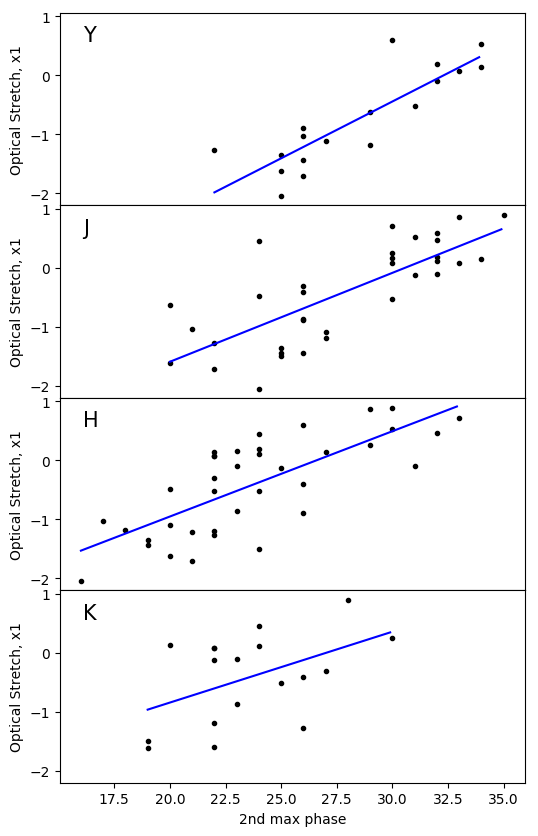 1
Y
0
Optical Stretch, x1
−1
−2
1
J
0
Optical Stretch, x1
−1
−2
1
H
0
Optical Stretch, x1
−1
−2
1
K
0
Optical Stretch, x1
−1
−2
17.5 20.0 22.5 25.0 27.5 30.0 32.5 35.0
2nd max phase